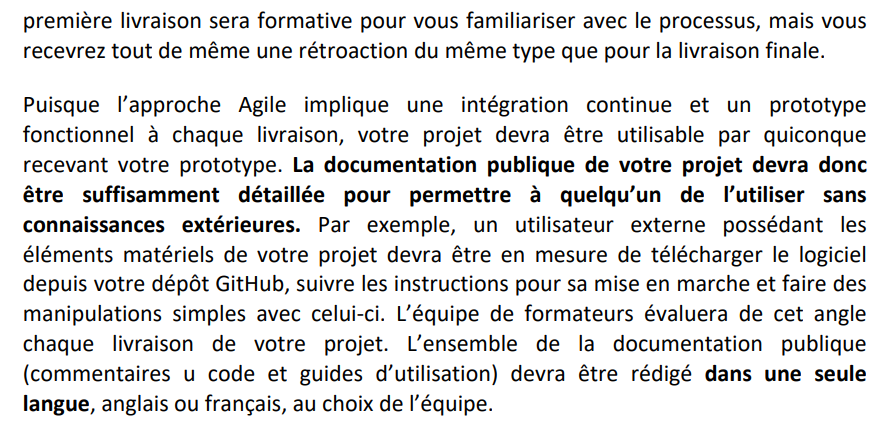 première livraison sera formative pour vous familiariser avec le processus, mais vous
recevrez tout de même une rétroaction du même type que pour la livraison finale.
Puisque l’approche Agile implique une intégration continue et un prototype
fonctionnel à chaque livraison, votre projet devra être utilisable par quiconque
recevant votre prototype. La documentation publique de votre projet devra donc
être suffisamment détaillée pour permettre à quelqu’un de l’utiliser sans
connaissances extérieures. Par exemple, un utilisateur externe possédant les
éléments matériels de votre projet devra être en mesure de télécharger le logiciel
depuis votre dépôt GitHub, suivre les instructions pour sa mise en marche et faire des
manipulations simples avec celui-ci. L’équipe de formateurs évaluera de cet angle
chaque livraison de votre projet. L’ensemble de la documentation publique
(commentaires u code et guides d’utilisation) devra être rédigé dans une seule
langue, anglais ou français, au choix de l’équipe.